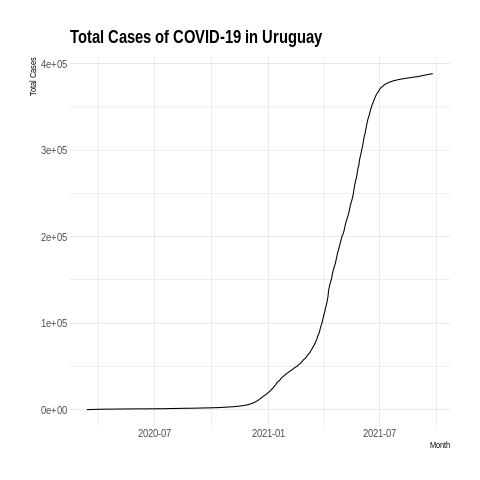 Total Cases of COVID-19 in Uruguay
Total Cases
4e+05
3e+05
2e+05
1e+05
0e+00
2020-07 2021-01 2021-07
Month